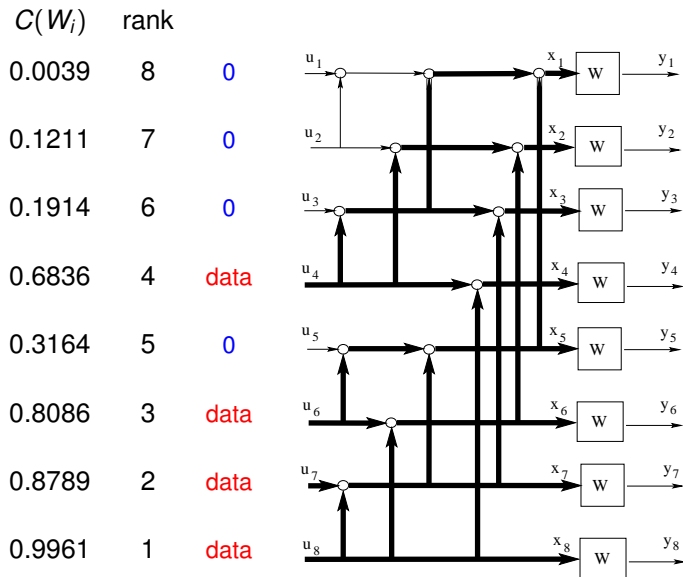 C(W_i) rank
0.0039 8 0 u_1 x_1 W y_1
0.1211 7 0 u_2 x_2 W y_2
0.1914 6 0 u_3 x_3 W y_3
0.6836 4 data u_4 x_4 W y_4
0.3164 5 0 u_5 x_5 W y_5
0.8086 3 data u_6 x_6 W y_6
0.8789 2 data u_7 x_7 W y_7
0.9961 1 data u_8 x_8 W y_8